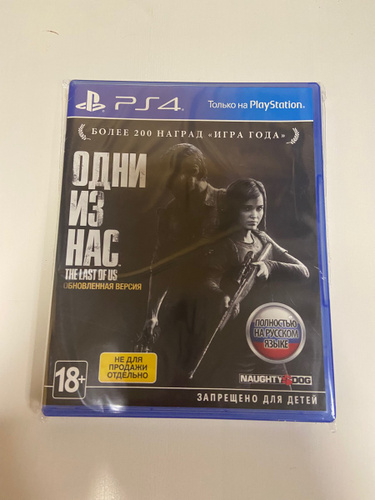 PS4
Только на PlayStation®
БОЛЕЕ 200 НАГРАД «ИГРА ГОДА»
ОДНИ
ИЗ
НАС
THE LAST OF US
ОБНОВЛЕННАЯ ВЕРСИЯ
ПОЛНОСТЬЮ
НА РУССКОМ
ЯЗЫКЕ
НЕ ДЛЯ
ПРОДАЖИ
ОТДЕЛЬНО
18+
NAUGHTY DOG
ЗАПРЕЩЕНО ДЛЯ ДЕТЕЙ